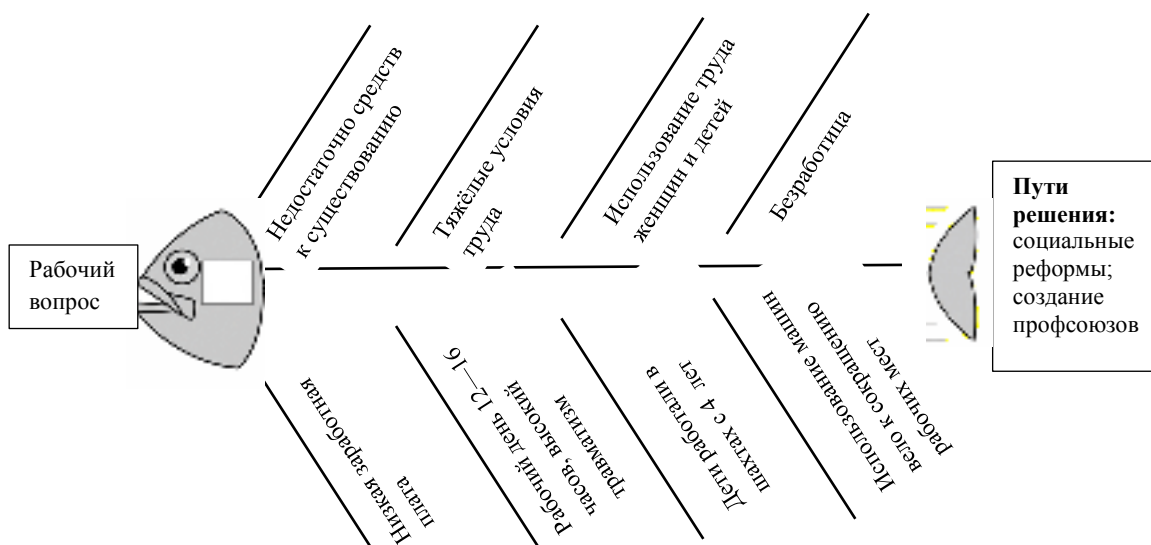 Рабочий
вопрос
Недостаточно средств
к существованию
Тяжёлые условия
труда
Использование труда
женщин и детей
Безработица
Низкая заработная
плата
Рабочий день 12—16
часов, высокий
травматизм
Дети работали в
шахтах с 4 лет
Использование машин
вело к сокращению
рабочих мест
Пути
решения:
социальные
реформы;
создание
профсоюзов